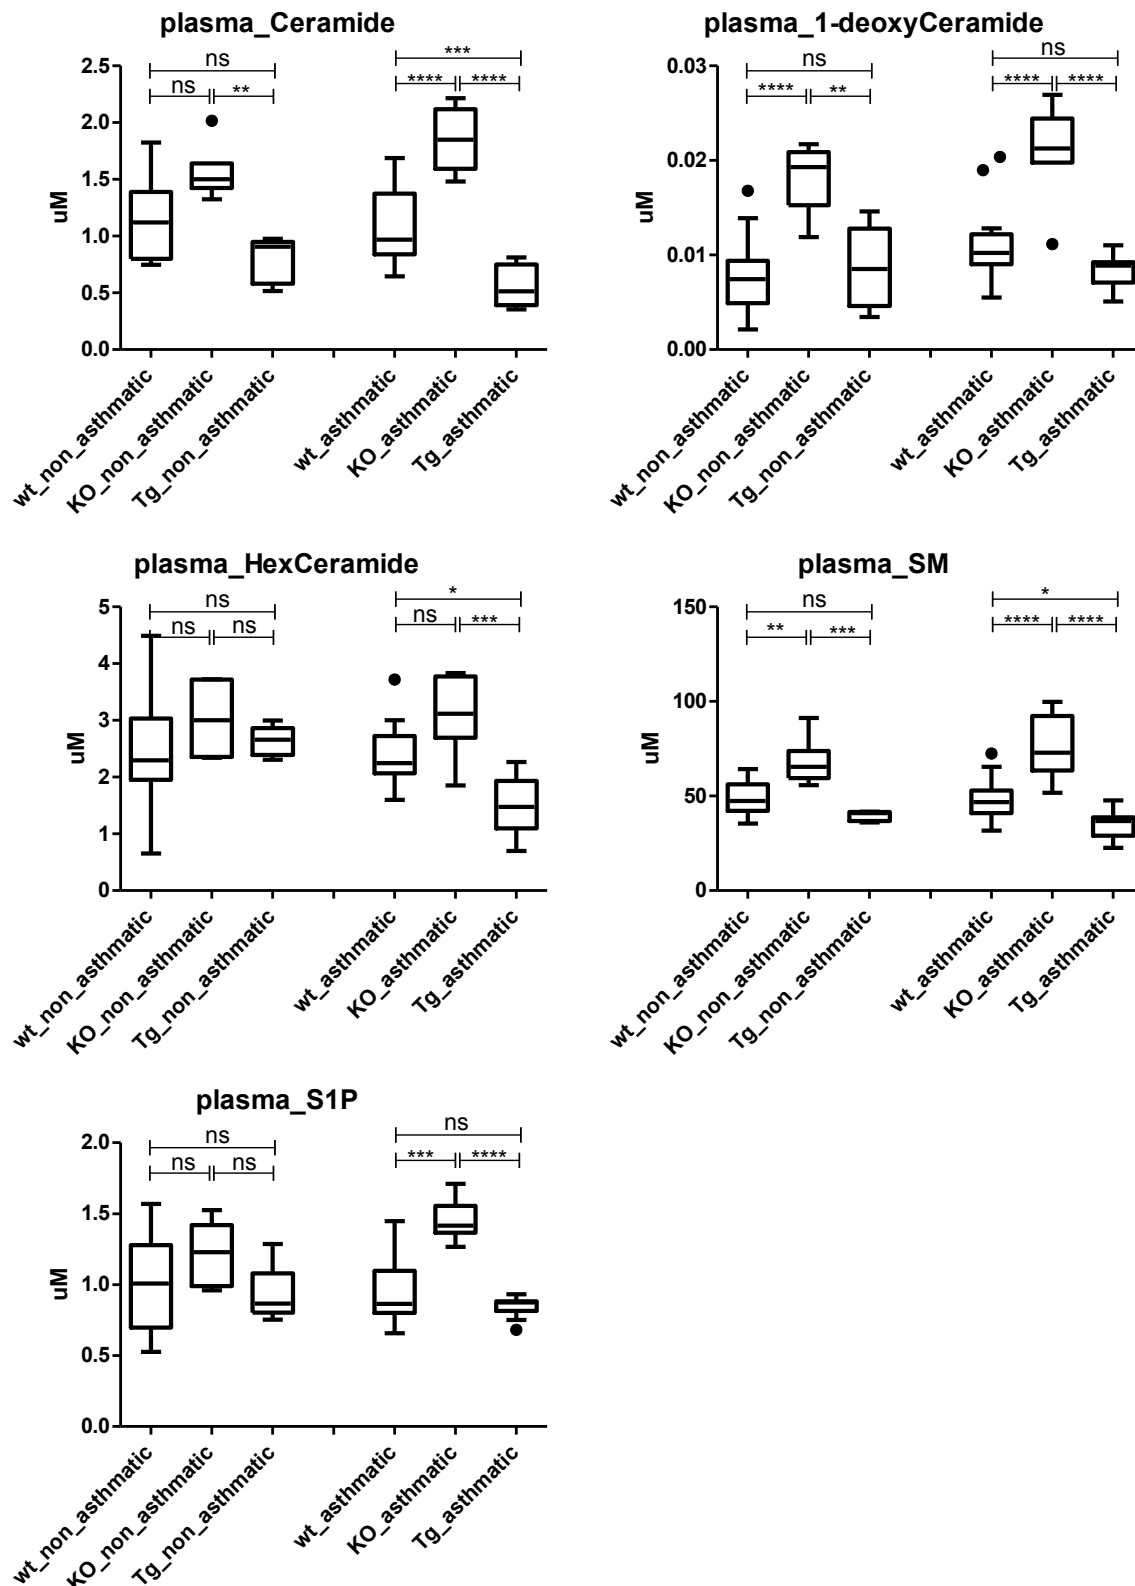 plasma_Ceramide
ns
***
ns
**
****
****
2.5
2.0
1.5
1.0
0.5
0.0
uM
wt_non_asthmatic
KO_non_asthmatic
Tg_non_asthmatic
wt_asthmatic
KO_asthmatic
Tg_asthmatic
plasma_1-deoxyCeramide
ns
ns
****
**
****
****
0.03
0.02
0.01
0.00
uM
wt_non_asthmatic
KO_non_asthmatic
Tg_non_asthmatic
wt_asthmatic
KO_asthmatic
Tg_asthmatic
plasma_HexCeramide
ns
*
ns
ns
ns
***
5
4
3
2
1
0
uM
wt_non_asthmatic
KO_non_asthmatic
Tg_non_asthmatic
wt_asthmatic
KO_asthmatic
Tg_asthmatic
plasma_SM
ns
*
**
***
****
****
150
100
50
0
uM
wt_non_asthmatic
KO_non_asthmatic
Tg_non_asthmatic
wt_asthmatic
KO_asthmatic
Tg_asthmatic
plasma_S1P
ns
ns
ns
ns
***
****
2.0
1.5
1.0
0.5
0.0
uM
wt_non_asthmatic
KO_non_asthmatic
Tg_non_asthmatic
wt_asthmatic
KO_asthmatic
Tg_asthmatic